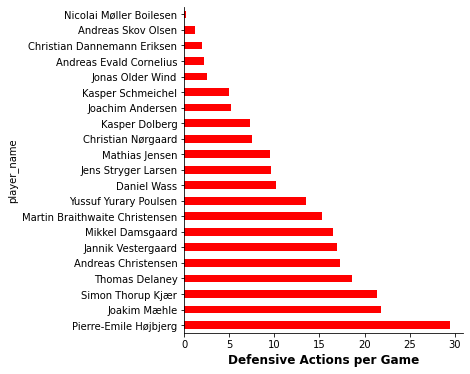 Nicolai Møller Boilesen
Andreas Skov Olsen
Christian Dannemann Eriksen
Andreas Evald Cornelius
Jonas Older Wind
Kasper Schmeichel
Joachim Andersen
Kasper Dolberg
Christian Nørgaard
Mathias Jensen
Jens Stryger Larsen
Daniel Wass
Yussuf Yurary Poulsen
Martin Braithwaite Christensen
Mikkel Damsgaard
Jannik Vestergaard
Andreas Christensen
Thomas Delaney
Simon Thorup Kjær
Joakim Mæhle
Pierre-Emile Højbjerg
player_name
0 5 10 15 20 25 30
Defensive Actions per Game